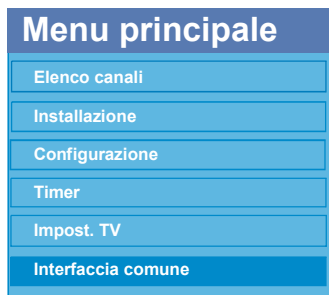 Menu principale
Elenco canali
Installazione
Configurazione
Timer
Impost. TV
Interfaccia comune